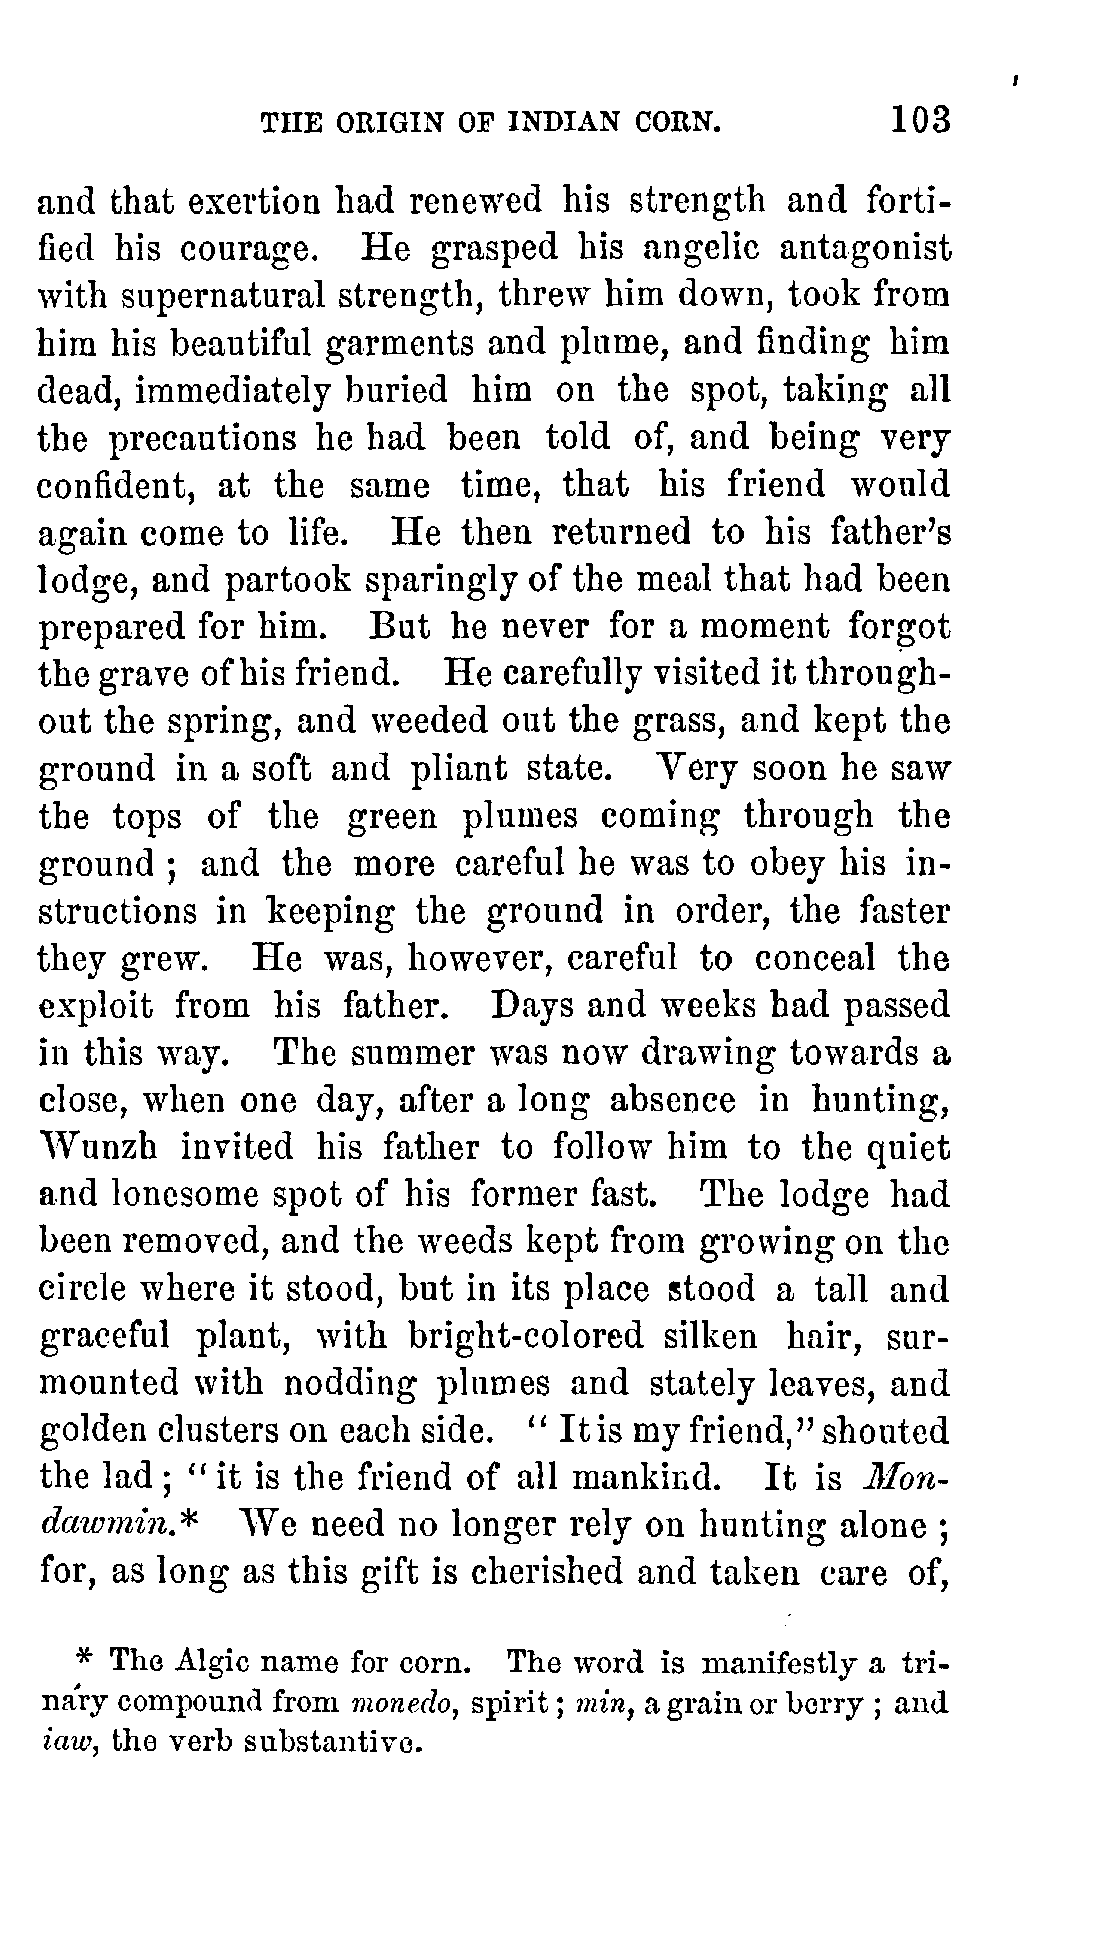 THE ORIGIN OF INDIAN CORN. 103
and that exertion had renewed his strength and forti-
fied his courage. He grasped his angelic antagonist
with supernatural strength, threw him down, took from
him his beautiful garments and plume, and finding him
dead, immediately buried him on the spot, taking all
the precautions he had been told of, and being very
confident, at the same time, that his friend would
again come to life. He then returned to his father's
lodge, and partook sparingly of the meal that had been
prepared for him. But he never for a moment forgot
the grave of his friend. He carefully visited it through-
out the spring, and weeded out the grass, and kept the
ground in a soft and pliant state. Very soon he saw
the tops of the green plumes coming through the
ground ; and the more careful he was to obey his in-
structions in keeping the ground in order, the faster
they grew. He was, however, careful to conceal the
exploit from his father. Days and weeks had passed
in this way. The summer was now drawing towards a
close, when one day, after a long absence in hunting,
Wunzh invited his father to follow him to the quiet
and lonesome spot of his former fast. The lodge had
been removed, and the weeds kept from growing on the
circle where it stood, but in its place stood a tall and
graceful plant, with bright-colored silken hair, sur-
mounted with nodding plumes and stately leaves, and
golden clusters on each side. " It is my friend," shouted
the lad ; " it is the friend of all mankind. It is Mon-
dawmin.* We need no longer rely on hunting alone ;
for, as long as this gift is cherished and taken care of,
* The Algic name for corn. The word is manifestly a tri-
nary compound from monedo, spirit ; min, a grain or berry ; and
iaw, the verb substantive.